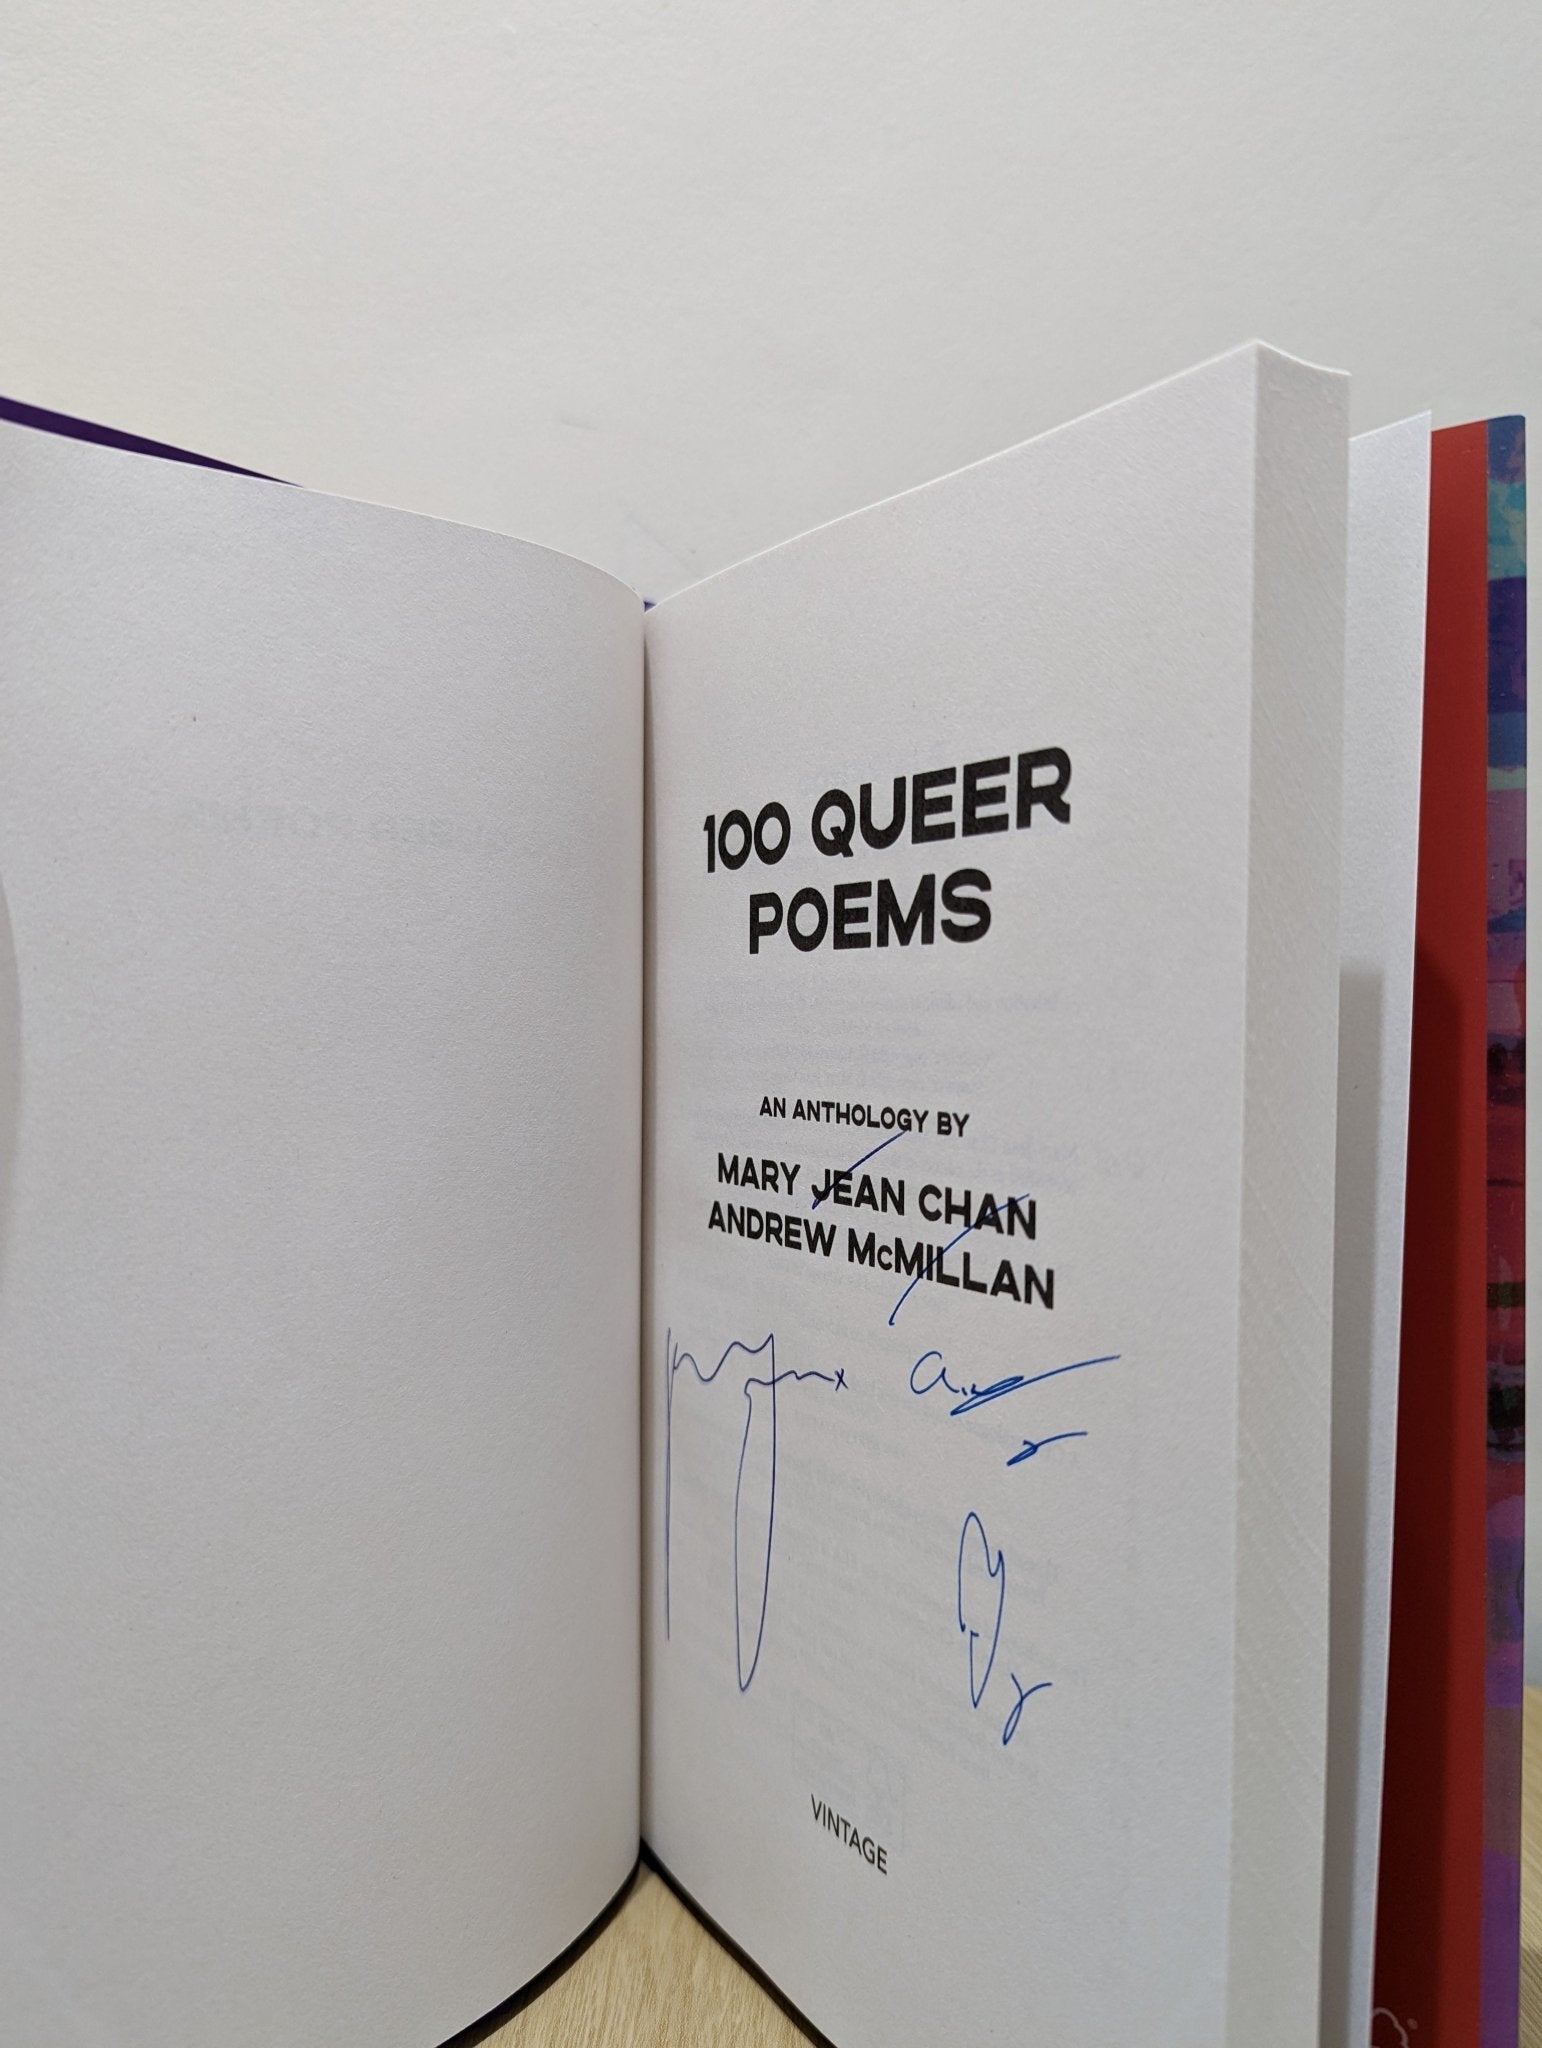 100 QUEER
POEMS
AN ANTHOLOGY BY
MARY JEAN CHAN
ANDREW McMILLAN
VINTAGE